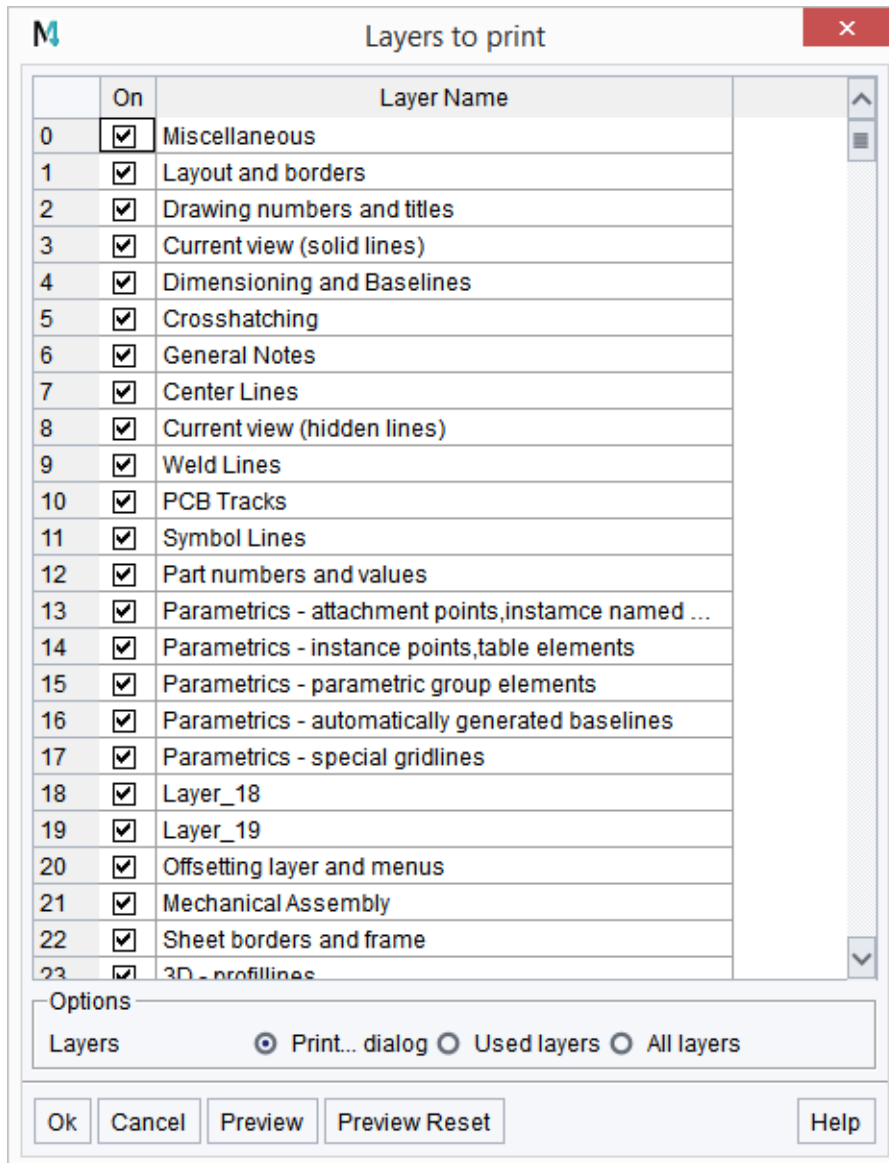 Layers to print
On Layer Name
0 Miscellaneous
1 Layout and borders
2 Drawing numbers and titles
3 Current view (solid lines)
4 Dimensioning and Baselines
5 Crosshatching
6 General Notes
7 Center Lines
8 Current view (hidden lines)
9 Weld Lines
10 PCB Tracks
11 Symbol Lines
12 Part numbers and values
13 Parametrics - attachment points,instamce named ...
14 Parametrics - instance points,table elements
15 Parametrics - parametric group elements
16 Parametrics - automatically generated baselines
17 Parametrics - special gridlines
18 Layer_18
19 Layer_19
20 Offsetting layer and menus
21 Mechanical Assembly
22 Sheet borders and frame
23 3D - profillines
Options
Layers Print... dialog Used layers All layers
Ok Cancel Preview Preview Reset Help